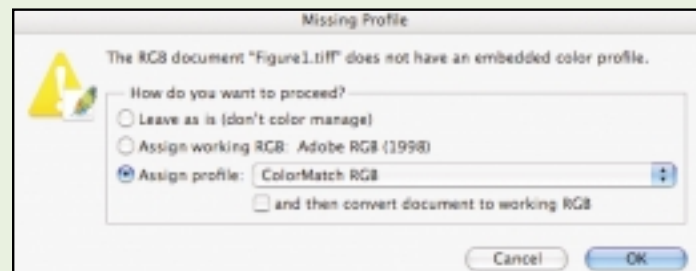 Missing Profile
The RGB document "Figure1.tiff" does not have an embedded color profile.
How do you want to proceed?
Leave as is (don't color manage)
Assign working RGB: Adobe RGB (1998)
Assign profile: ColorMatch RGB
and then convert document to working RGB
Cancel OK